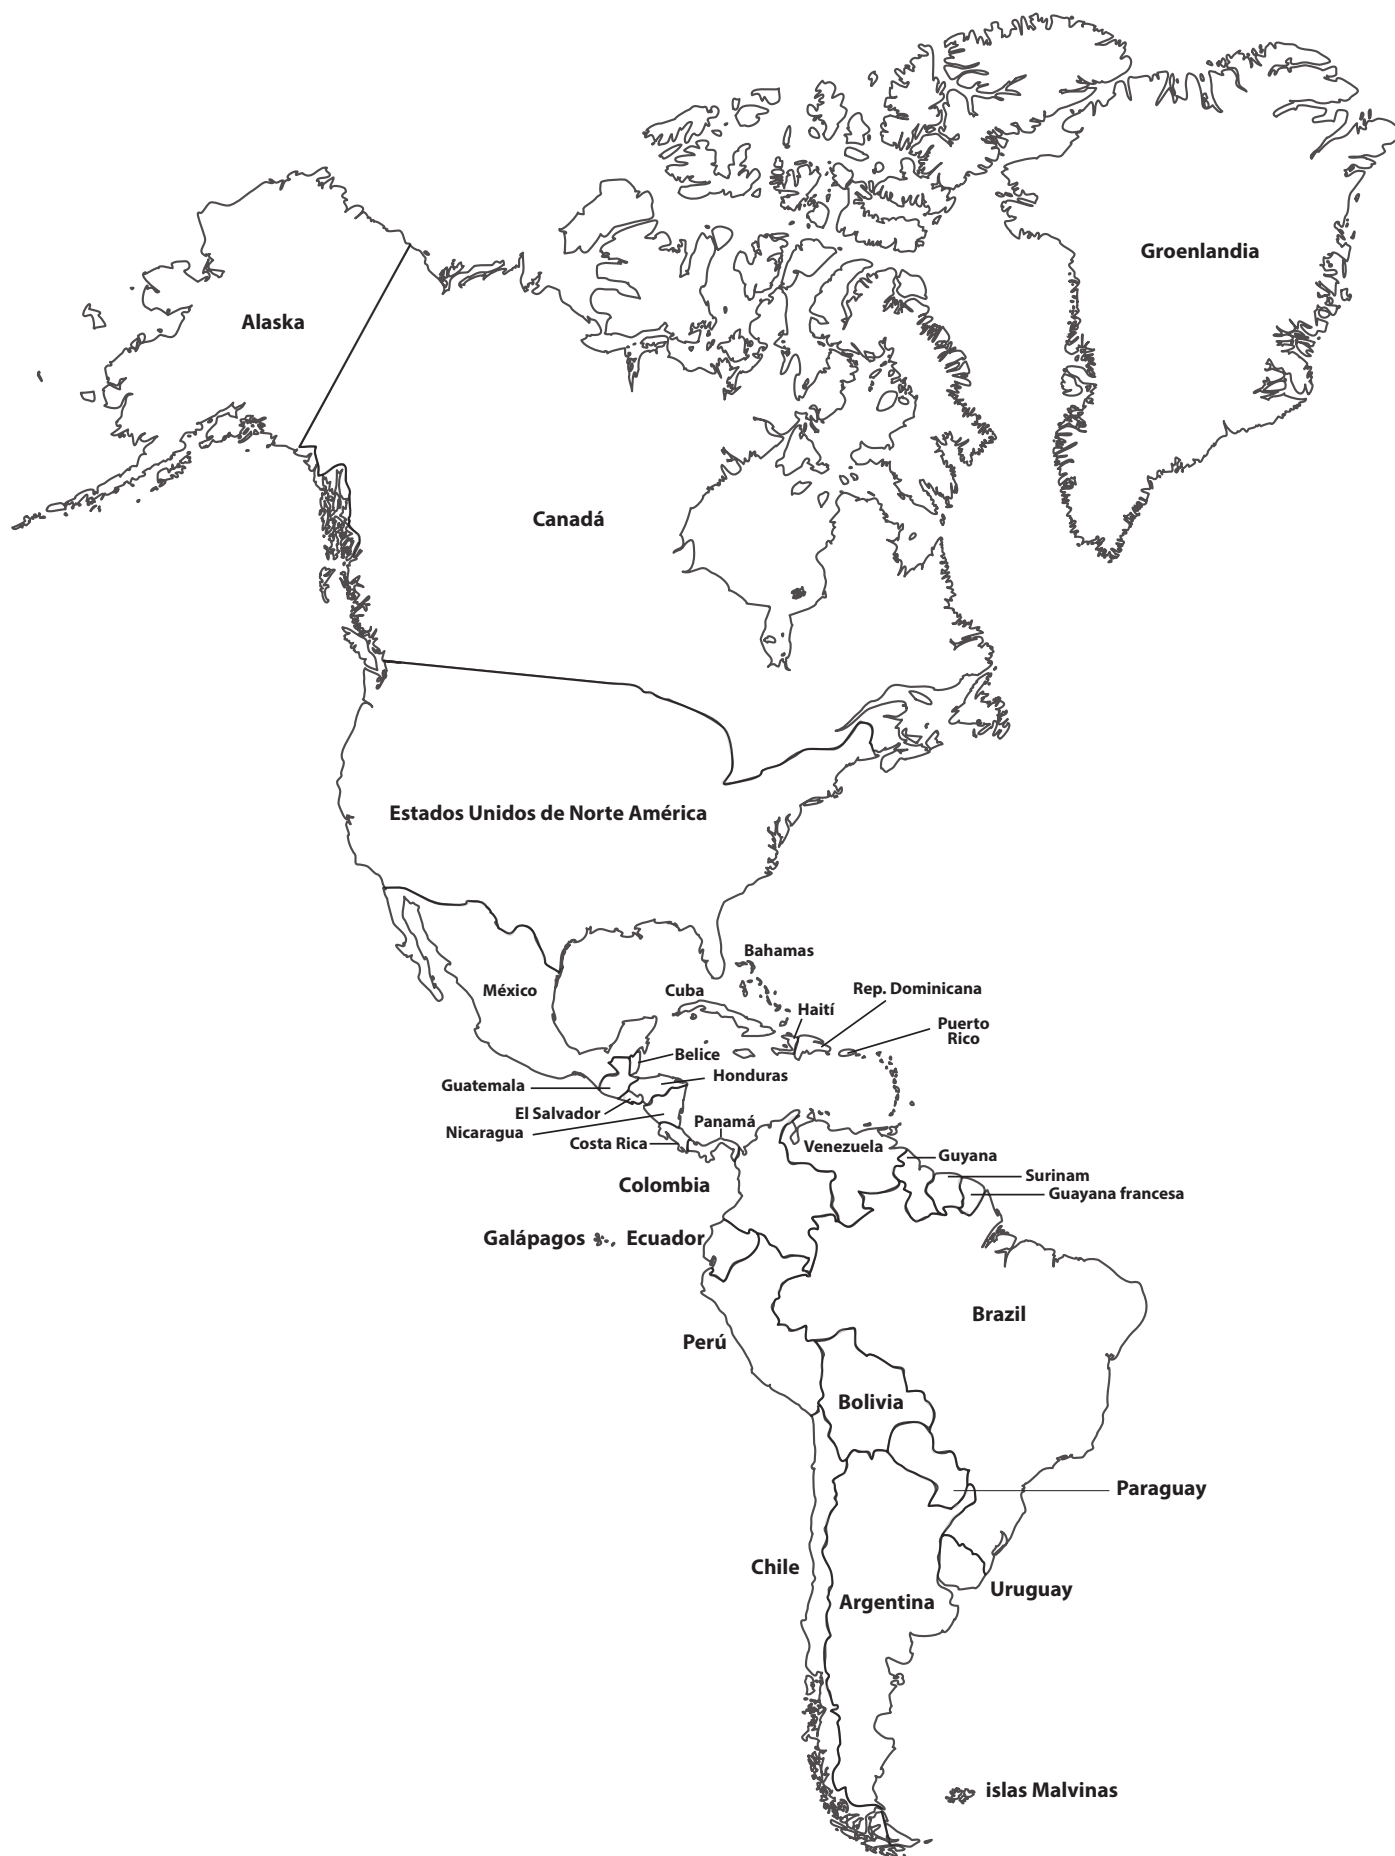 Groenlandia
Alaska
Canadá
Estados Unidos de Norte América
Bahamas
México
Cuba
Rep. Dominicana
Haití
Puerto
Rico
Belice
Honduras
Guatemala
El Salvador
Nicaragua
Panamá
Costa Rica
Venezuela
Guyana
Surinam
Guayana francesa
Colombia
Galápagos
Ecuador
Brazil
Perú
Bolivia
Paraguay
Chile
Uruguay
Argentina
islas Malvinas